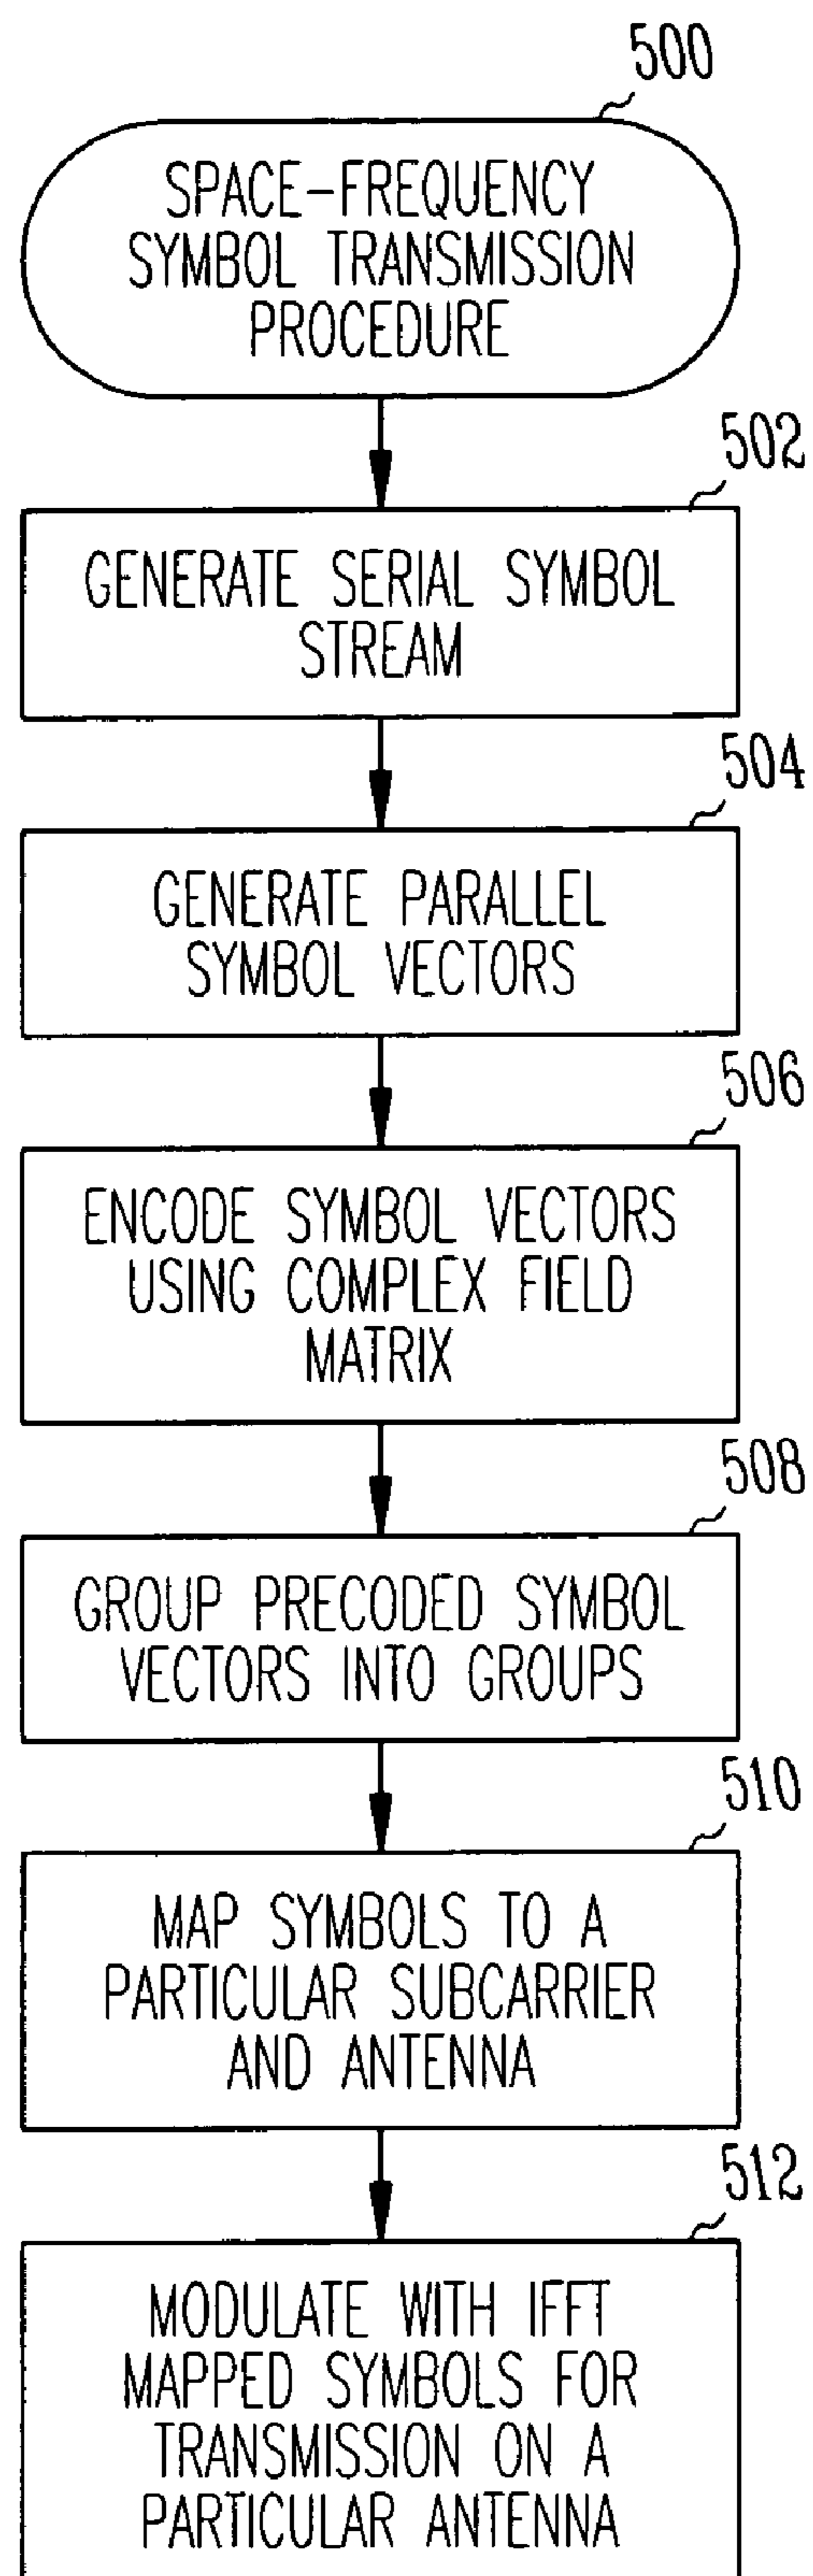 500
SPACE-FREQUENCY
SYMBOL TRANSMISSION
PROCEDURE
502
GENERATE SERIAL SYMBOL
STREAM
504
GENERATE PARALLEL
SYMBOL VECTORS
506
ENCODE SYMBOL VECTORS
USING COMPLEX FIELD
MATRIX
508
GROUP PRECODED SYMBOL
VECTORS INTO GROUPS
510
MAP SYMBOLS TO A
PARTICULAR SUBCARRIER
AND ANTENNA
512
MODULATE WITH IFFT
MAPPED SYMBOLS FOR
TRANSMISSION ON A
PARTICULAR ANTENNA